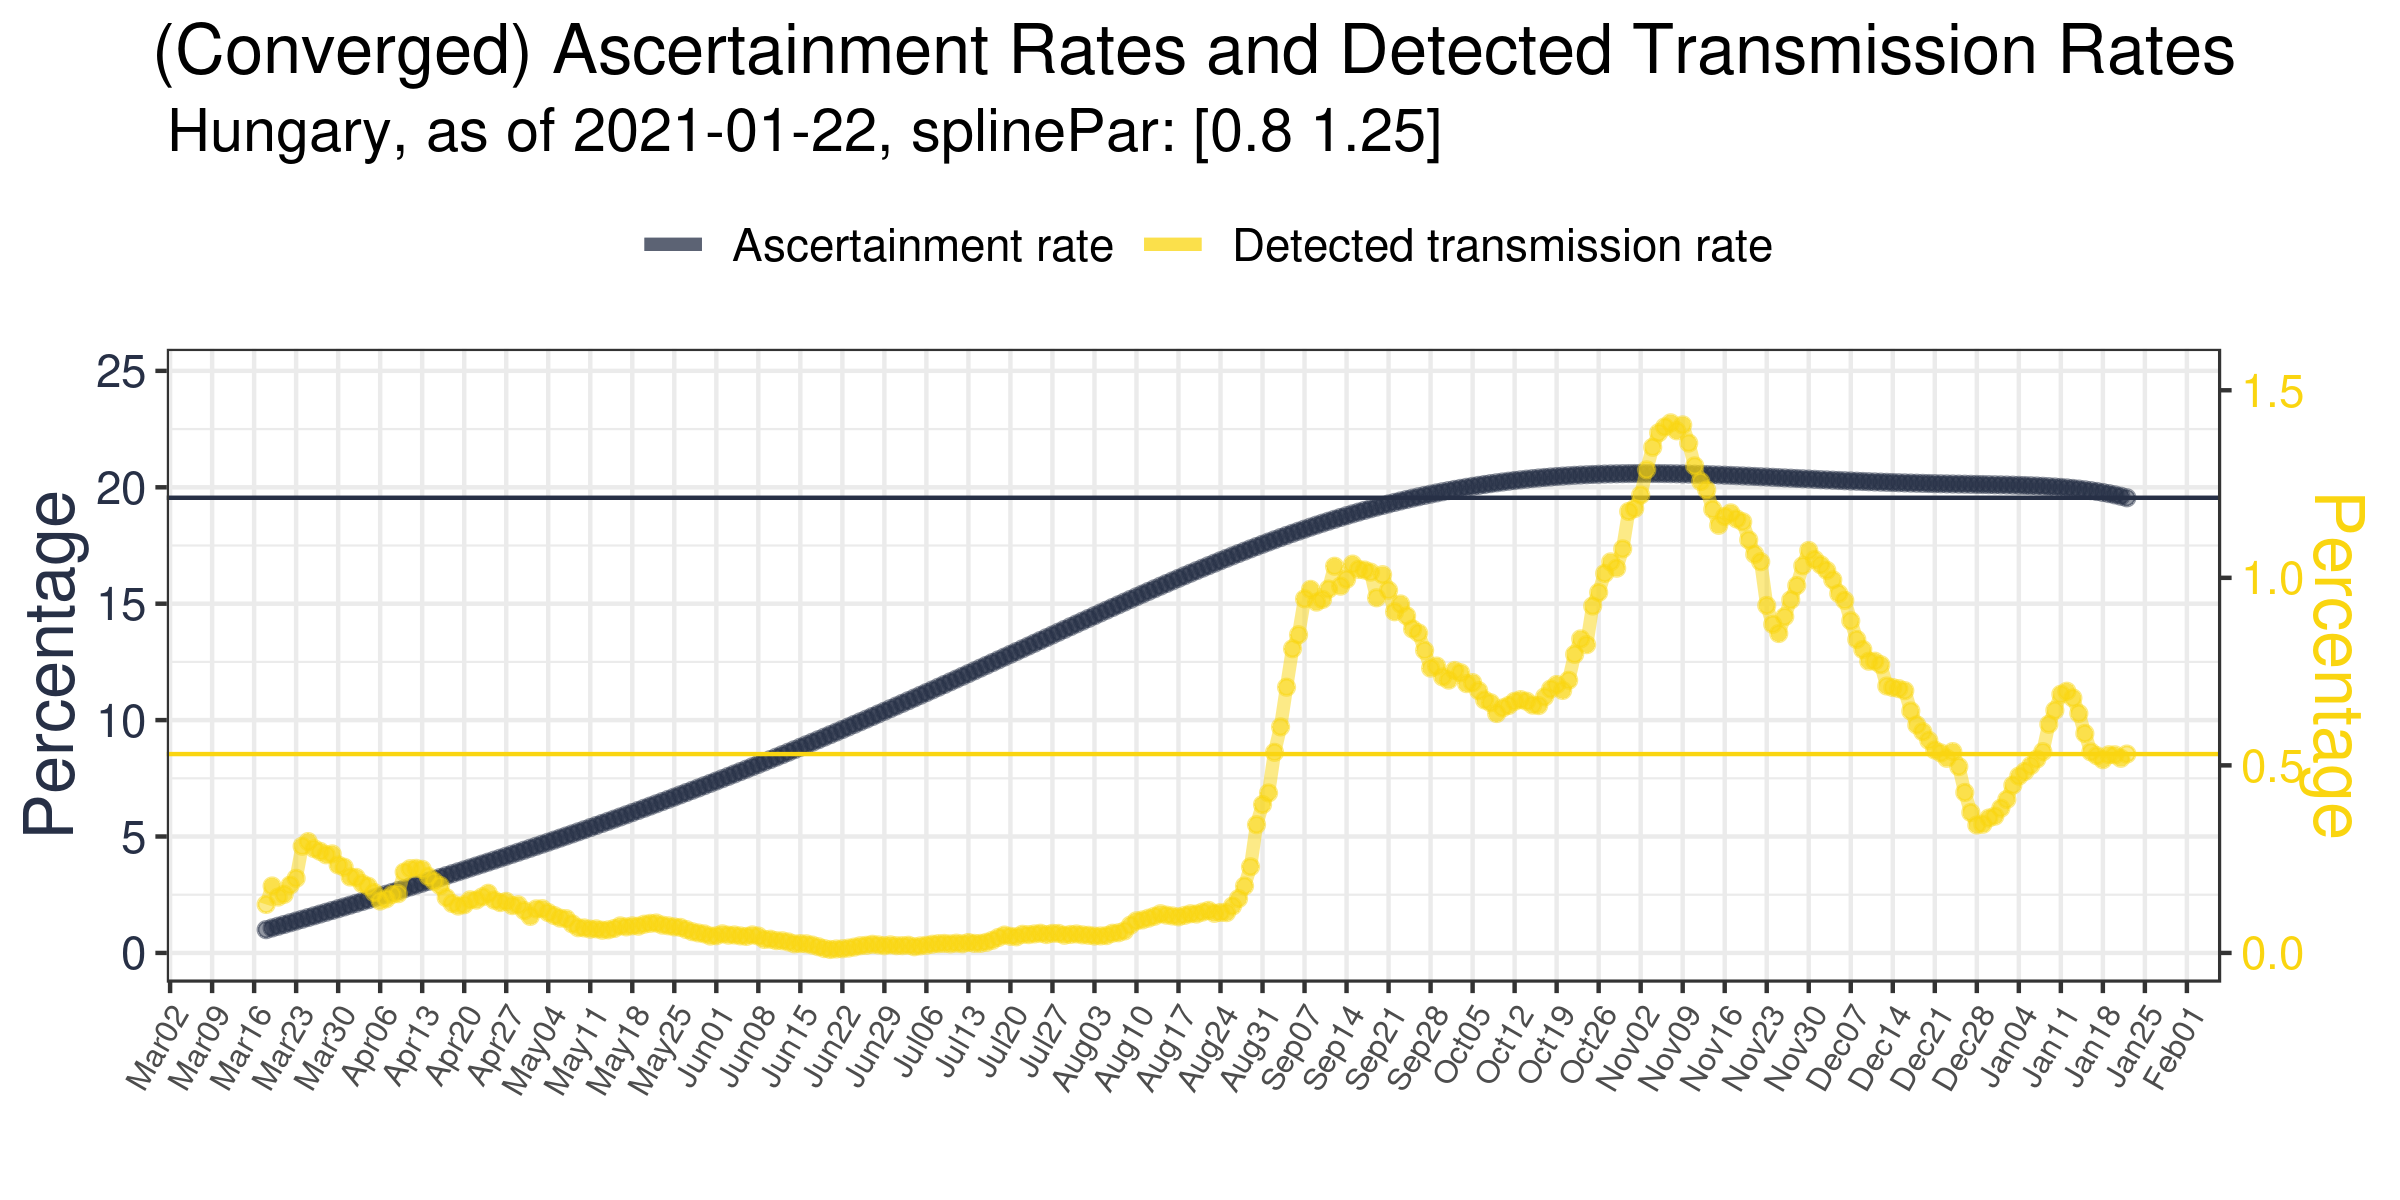 (Converged) Ascertainment Rates and Detected Transmission Rates
Hungary, as of 2021-01-22, splinePar: [0.8 1.25]
Ascertainment rate
Detected transmission rate
Percentage
25
20
15
10
5
0
1.5
1.0
0.5
0.0
Percentage
Mar02
Mar09
Mar16
Mar23
Mar30
Apr06
Apr13
Apr20
Apr27
May04
May11
May18
May25
Jun01
Jun08
Jun15
Jun22
Jun29
Jul06
Jul13
Jul20
Jul27
Aug03
Aug10
Aug17
Aug24
Aug31
Sep07
Sep14
Sep21
Sep28
Oct05
Oct12
Oct19
Oct26
Nov02
Nov09
Nov16
Nov23
Nov30
Dec07
Dec14
Dec21
Dec28
Jan04
Jan11
Jan18
Jan25
Feb01